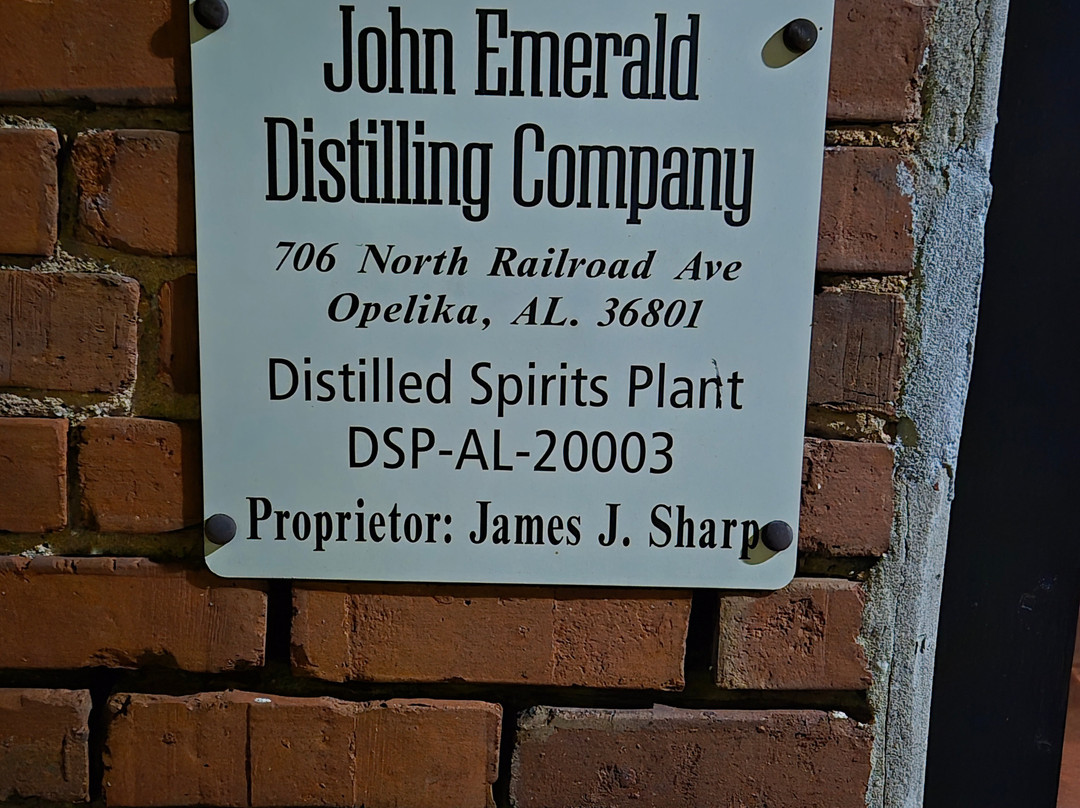 John Emerald
Distilling Company
706 North Railroad Ave
Opelika, AL. 36801
Distilled Spirits Plant
DSP-AL-20003
Proprietor: James J. Sharp